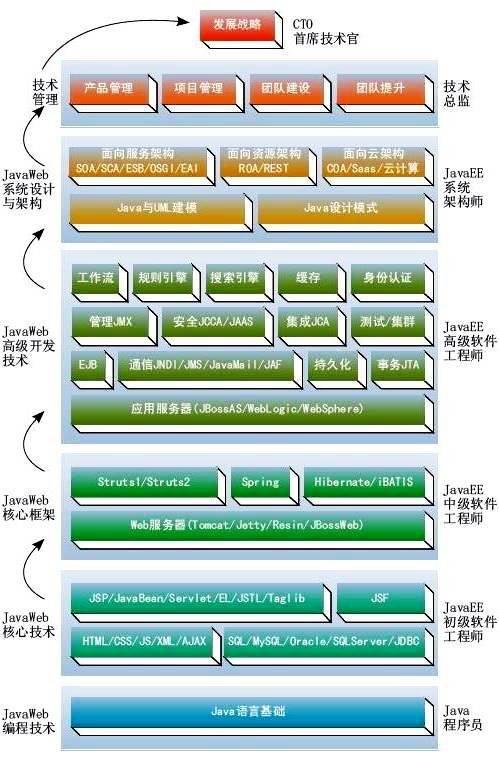 发展战略
CTO
首席技术官
技术
管理
产品管理
项目管理
团队建设
团队提升
技术
总监
JavaWeb
系统设计
与架构
面向服务架构
SOA/SCA/ESB/OSGI/EAI
面向资源架构
ROA/REST
面向云架构
COA/Saas/云计算
Java与UML建模
Java设计模式
JavaEE
系统
架构师
JavaWeb
高级开发
技术
工作流
规则引擎
搜索引擎
缓存
身份认证
管理JMX
安全JCCA/JAAS
集成JCA
测试/集群
EJB
通信JNDI/JMS/JavaMail/JAF
持久化
事务JTA
应用服务器(JBossAS/WebLogic/WebSphere)
JavaEE
高级软件
工程师
JavaWeb
核心框架
Struts1/Struts2
Spring
Hibernate/iBATIS
Web服务器(Tomcat/Jetty/Resin/JBossWeb)
JavaEE
中级软件
工程师
JavaWeb
核心技术
JSP/JavaBean/Servlet/EL/JSTL/Taglib
JSF
HTML/CSS/JS/XML/AJAX
SQL/MySQL/Oracle/SQLServer/JDBC
JavaEE
初级软件
工程师
JavaWeb
编程技术
Java语言基础
Java
程序员